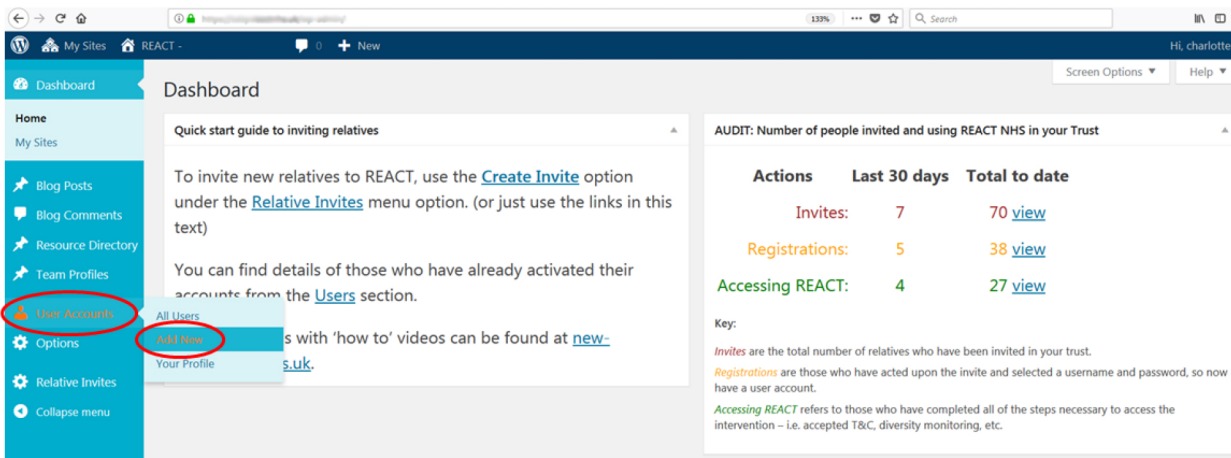 133%
Search
My Sites
REACT -
0
New
Hi, charlotte
Screen Options
Help
Dashboard
Home
My Sites
Blog Posts
Blog Comments
Resource Directory
Team Profiles
User Accounts
Options
Relative Invites
Collapse menu
All Users
Add New
Your Profile
Dashboard
Quick start guide to inviting relatives
To invite new relatives to REACT, use the Create Invite option
under the Relative Invites menu option. (or just use the links in this
text)
You can find details of those who have already activated their
accounts from the Users section.
s with ‘how to’ videos can be found at new-
s.uk.
AUDIT: Number of people invited and using REACT NHS in your Trust
Actions Last 30 days Total to date
Invites: 7 70 view
Registrations: 5 38 view
Accessing REACT: 4 27 view
Key:
Invites are the total number of relatives who have been invited in your trust.
Registrations are those who have acted upon the invite and selected a username and password, so now
have a user account.
Accessing REACT refers to those who have completed all of the steps necessary to access the
intervention – i.e. accepted T&C, diversity monitoring, etc.